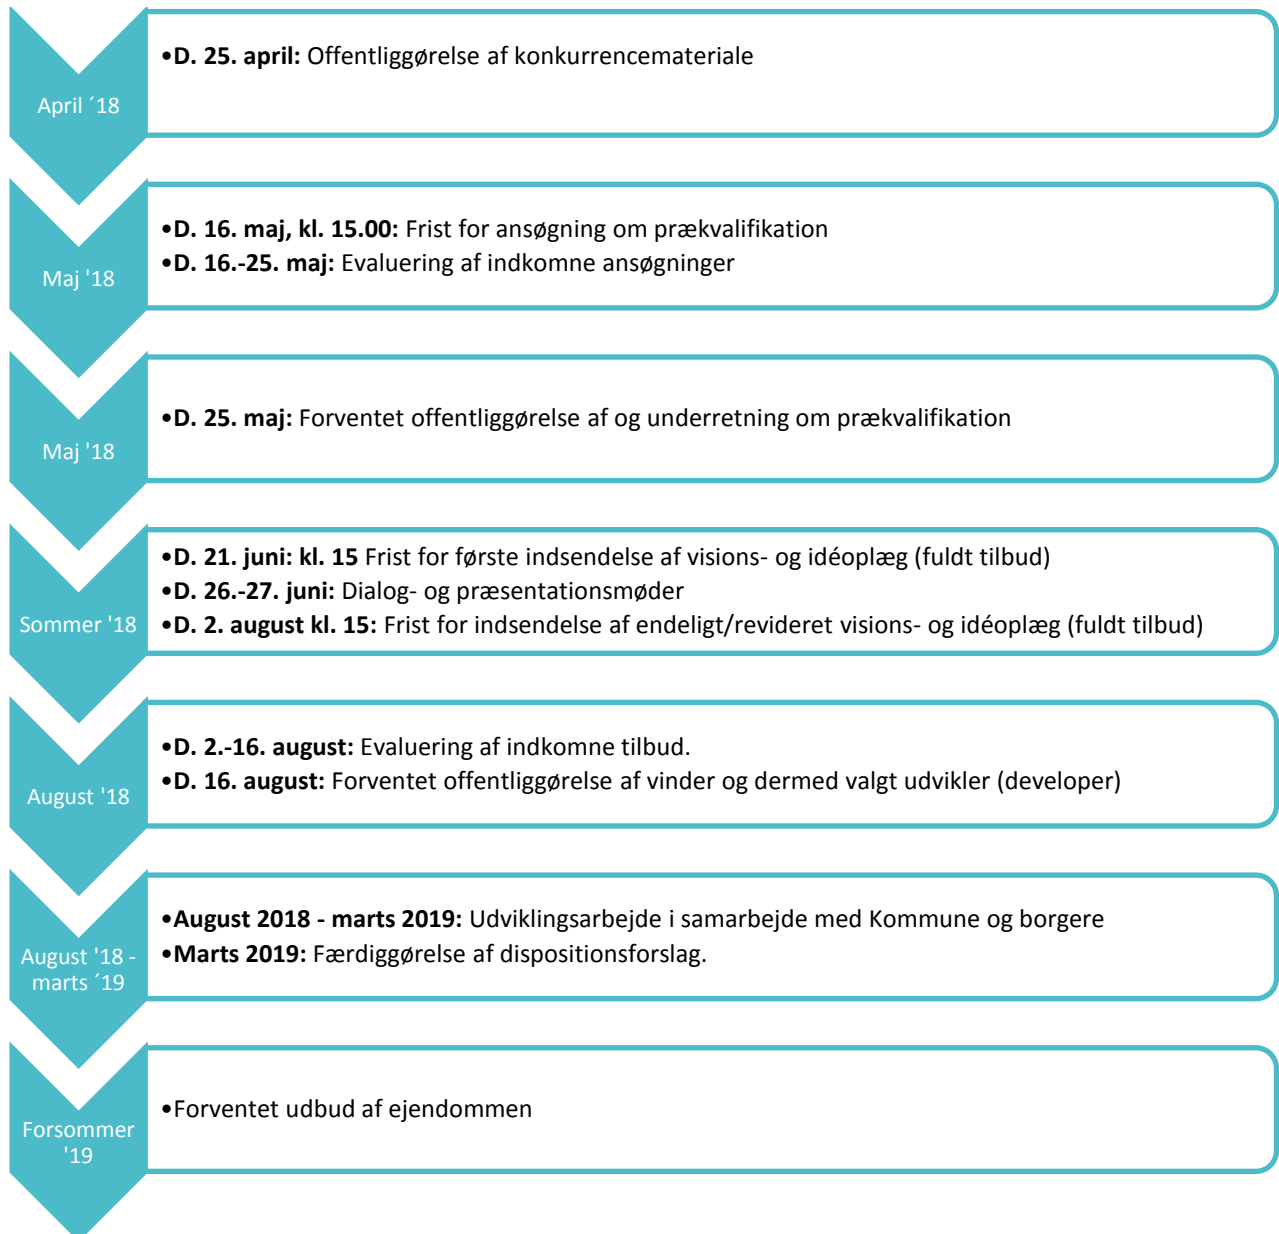 April ´18
•D. 25. april: Offentliggørelse af konkurrencemateriale
Maj '18
•D. 16. maj, kl. 15.00: Frist for ansøgning om prækvalifikation
•D. 16.-25. maj: Evaluering af indkomne ansøgninger
Maj '18
•D. 25. maj: Forventet offentliggørelse af og underretning om prækvalifikation
Sommer '18
•D. 21. juni: kl. 15 Frist for første indsendelse af visions- og idéoplæg (fuldt tilbud)
•D. 26.-27. juni: Dialog- og præsentationsmøder
•D. 2. august kl. 15: Frist for indsendelse af endeligt/revideret visions- og idéoplæg (fuldt tilbud)
August '18
•D. 2.-16. august: Evaluering af indkomne tilbud.
•D. 16. august: Forventet offentliggørelse af vinder og dermed valgt udvikler (developer)
August '18 -
marts ´19
•August 2018 - marts 2019: Udviklingsarbejde i samarbejde med Kommune og borgere
•Marts 2019: Færdiggørelse af dispositionsforslag.
Forsommer
'19
•Forventet udbud af ejendommen